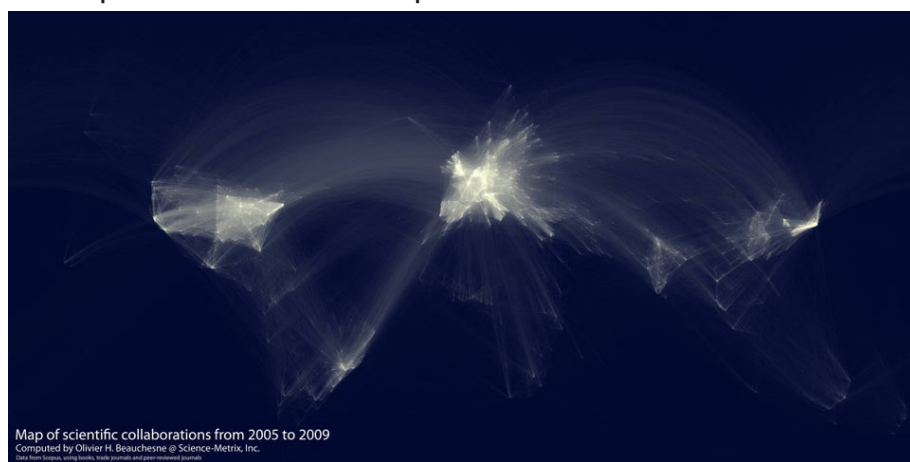 Map of scientific collaborations from 2005 to 2009
Computed by Olivier H. Beauchesne @ Science-Metrix, Inc.
Data from Scopus, using books, trade journals and peer-reviewed journals